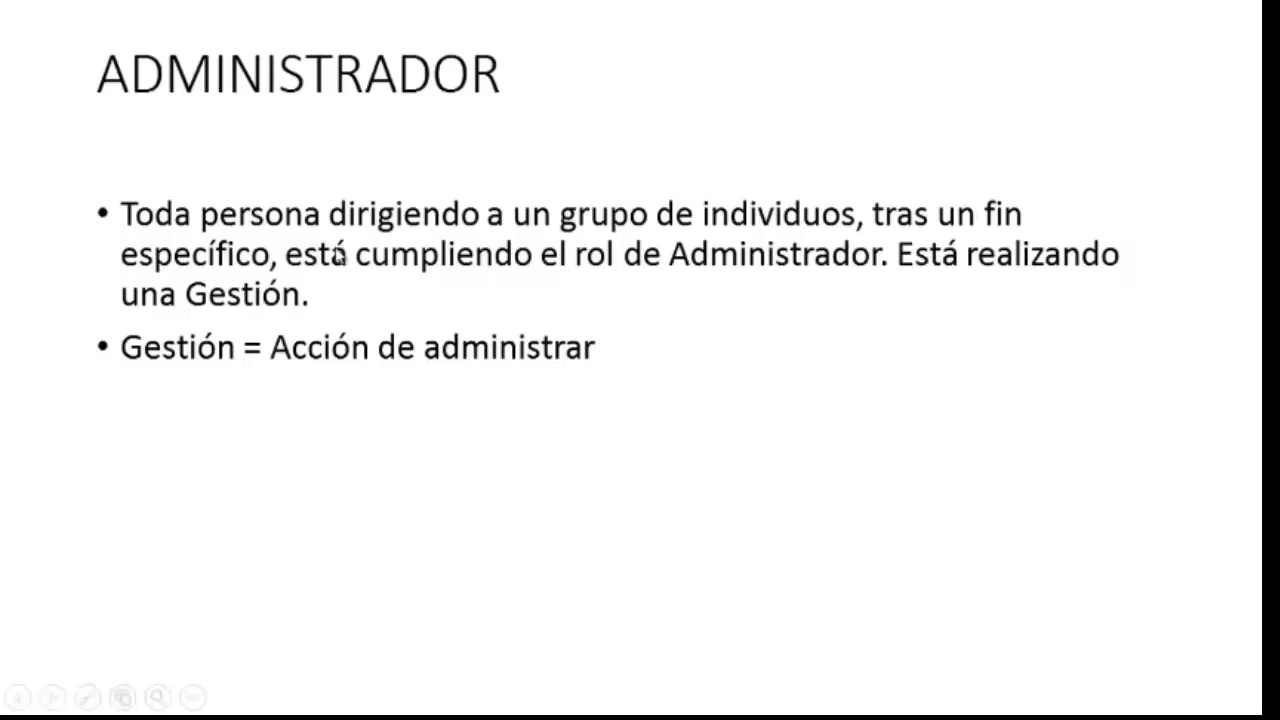 ADMINISTRADOR
• Toda persona dirigiendo a un grupo de individuos, tras un fin
específico, está cumpliendo el rol de Administrador. Está realizando
una Gestión.
• Gestión = Acción de administrar